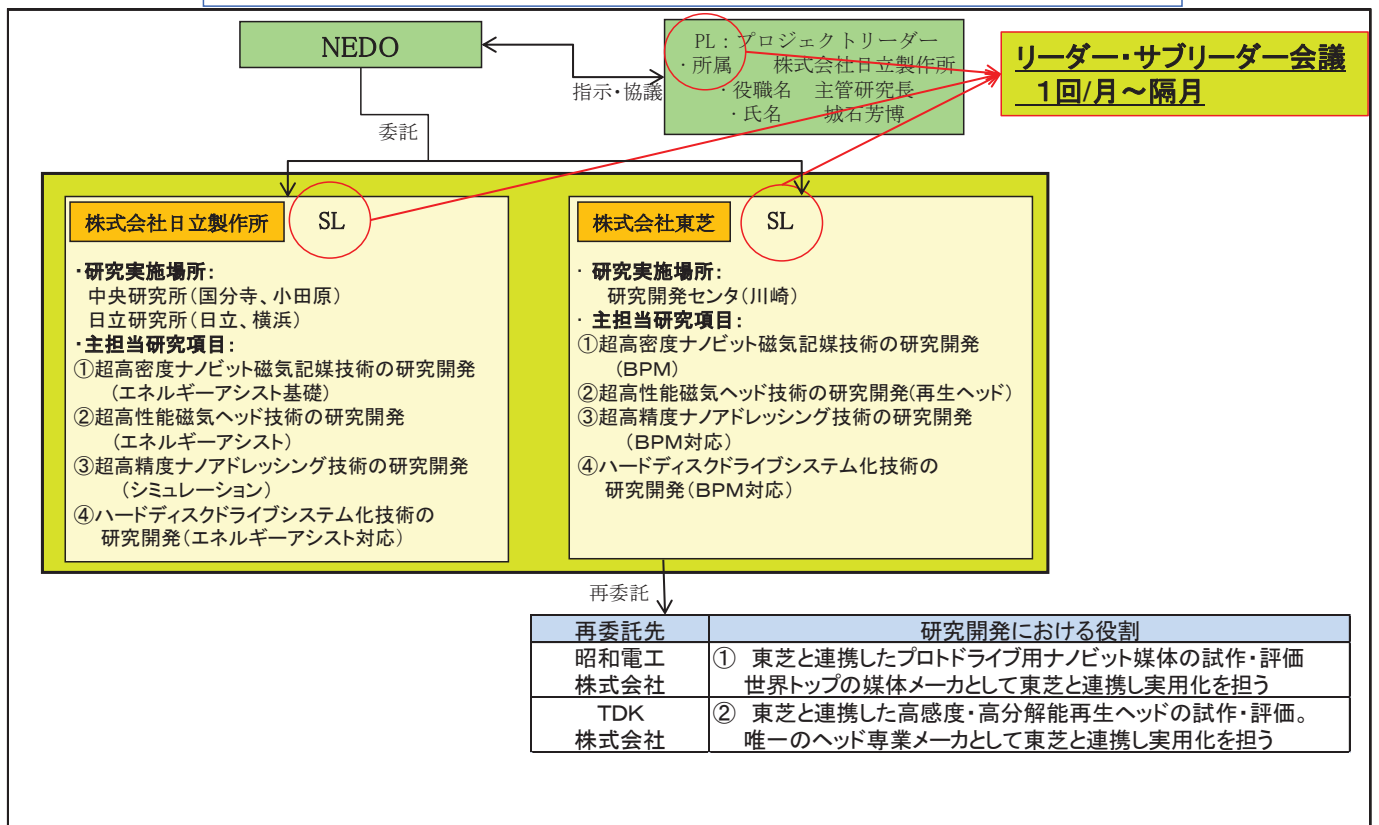 NEDO
PL：プロジェクトリーダー
・所属　　株式会社日立製作所
・役職名　主管研究長
・氏名　　城石芳博
リーダー・サブリーダー会議
１回/月～隔月
指示・協議
委託
株式会社日立製作所
SL
・研究実施場所：
中央研究所（国分寺、小田原）
日立研究所（日立、横浜）
・主担当研究項目：
①超高密度ナノビット磁気記媒技術の研究開発
（エネルギーアシスト基礎）
②超高性能磁気ヘッド技術の研究開発
（エネルギーアシスト）
③超高精度ナノアドレッシング技術の研究開発
（シミュレーション）
④ハードディスクドライブシステム化技術の
研究開発（エネルギーアシスト対応）
株式会社東芝
SL
・研究実施場所：
研究開発センタ（川崎）
・主担当研究項目：
①超高密度ナノビット磁気記媒技術の研究開発
（BPM）
②超高性能磁気ヘッド技術の研究開発（再生ヘッド）
③超高精度ナノアドレッシング技術の研究開発
（BPM対応）
④ハードディスクドライブシステム化技術の
研究開発（BPM対応）
再委託
再委託先　研究開発における役割
昭和電工　①　東芝と連携したプロトドライブ用ナノビット媒体の試作・評価
株式会社　世界トップの媒体メーカとして東芝と連携し実用化を担う
TDK　②　東芝と連携した高感度・高分解能再生ヘッドの試作・評価。
株式会社　唯一のヘッド専業メーカとして東芝と連携し実用化を担う